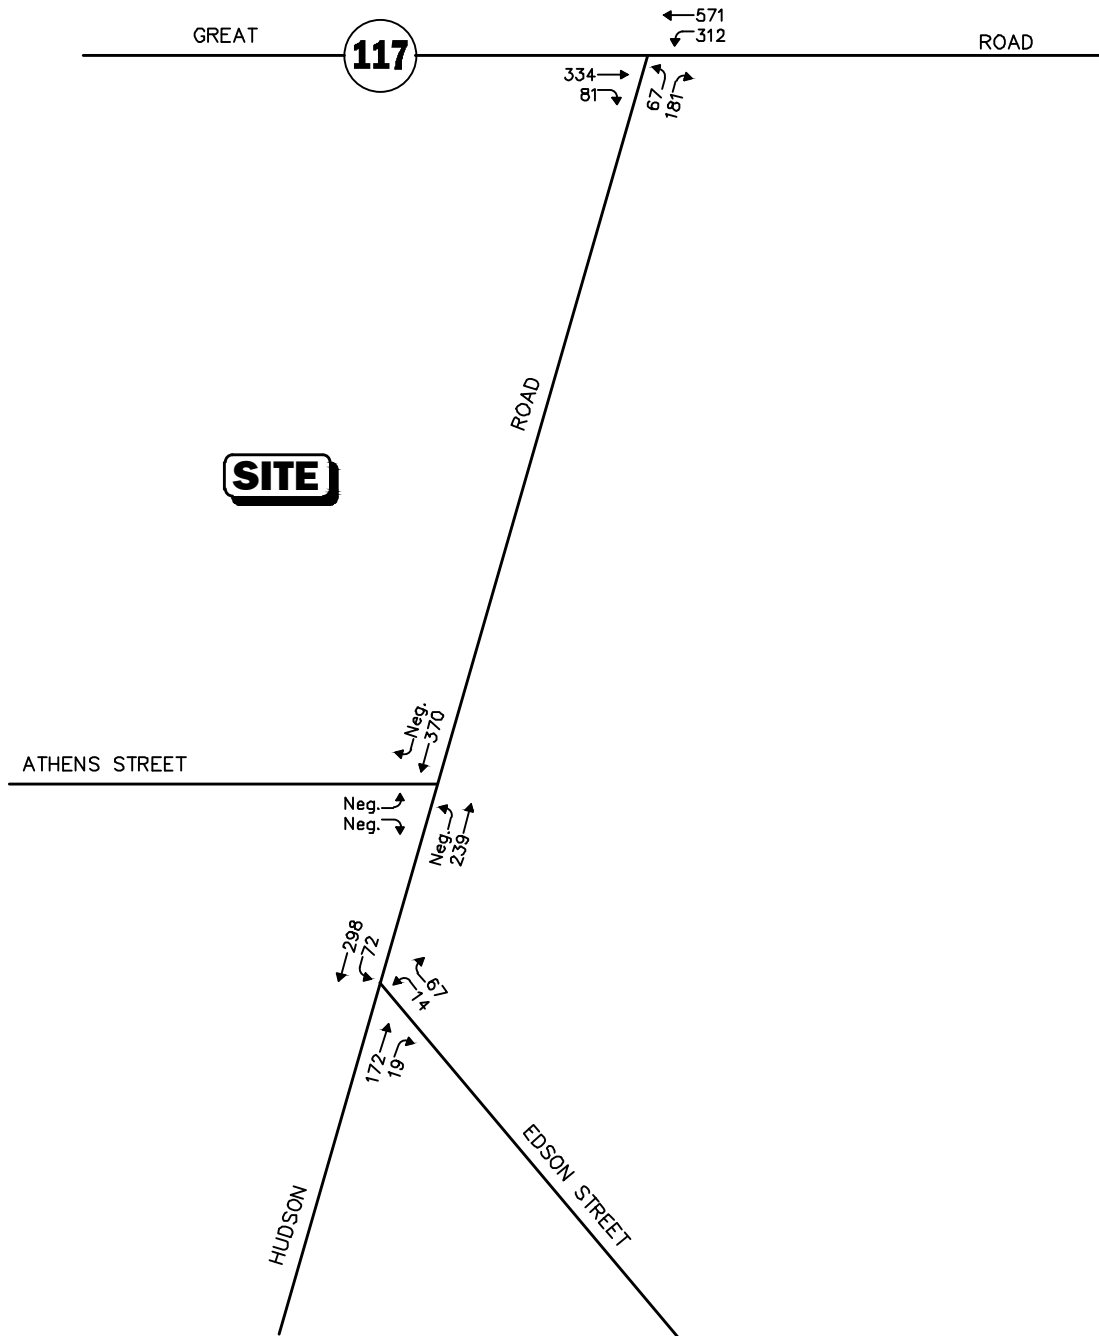 571
312
GREAT
117
ROAD
334
81
67
181
ROAD
SITE
Neg.
370
ATHENS STREET
Neg.
Neg.
Neg.
239
298
72
67
14
172
19
EDSON STREET
HUDSON